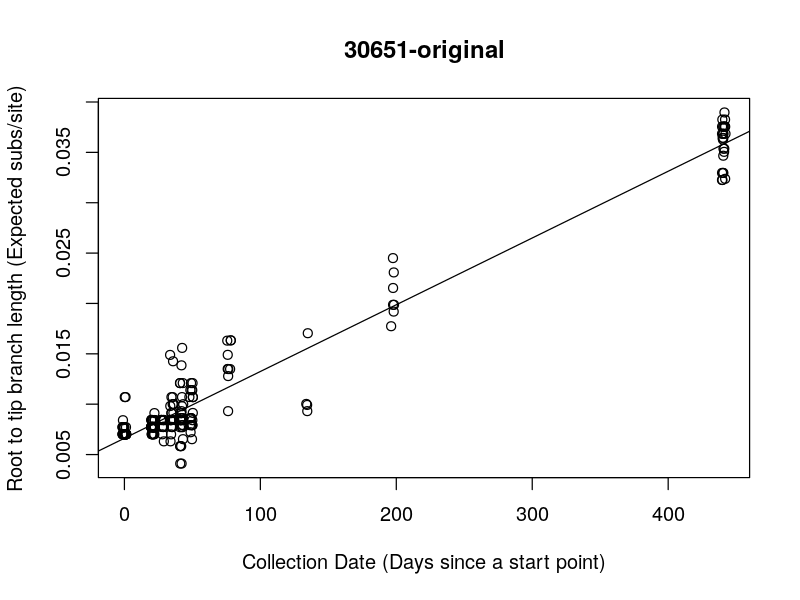 30651-original
Root to tip branch length (Expected subs/site)
0.035
0.025
0.015
0.005
0 100 200 300 400
Collection Date (Days since a start point)